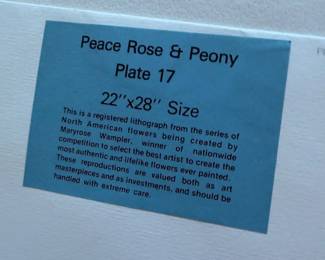 Peace Rose & Peony
Plate 17
22"x28" Size
This is a registered lithograph from the series of
North American flowers being created by
Maryrose Wampler, winner of nationwide
competition to select the best artist to create the
most authentic and lifelike flowers ever painted.
These reproductions are valued both as art
masterpieces and as investments, and should be
handled with extreme care.